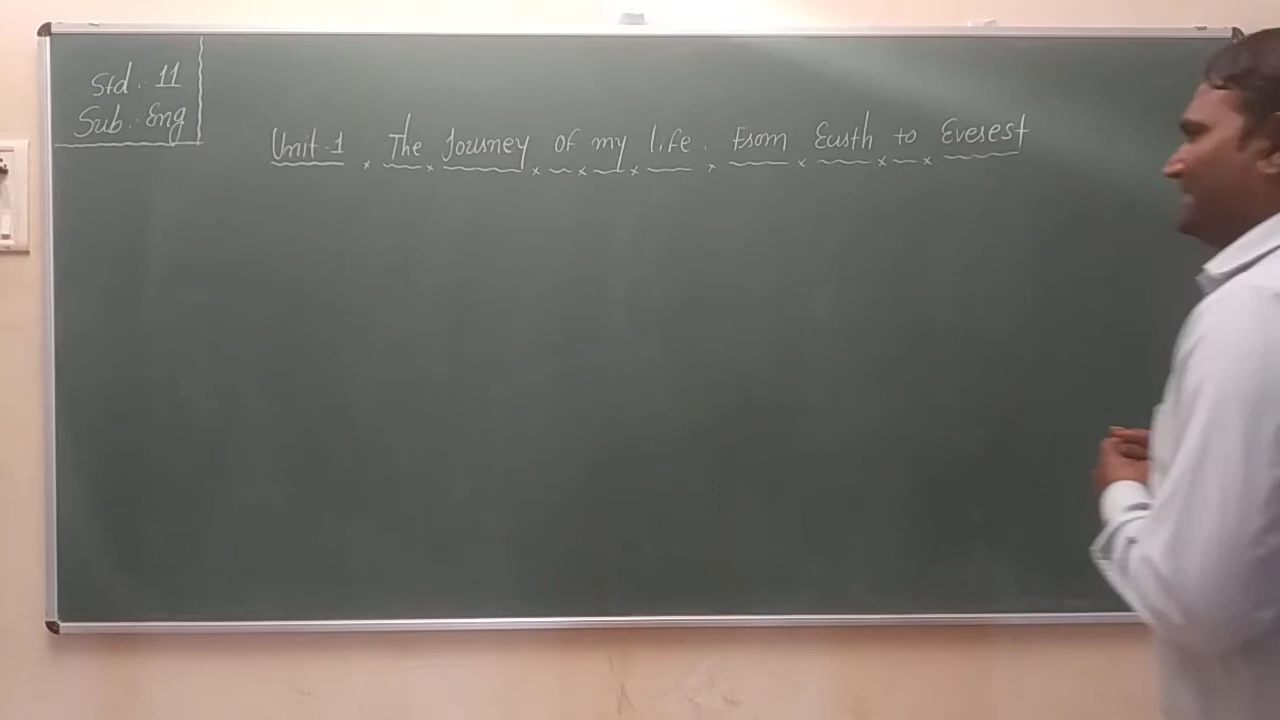 Std. : 11
Sub. : Eng
Unit-1 The Journey of my life : From Earth to Everest